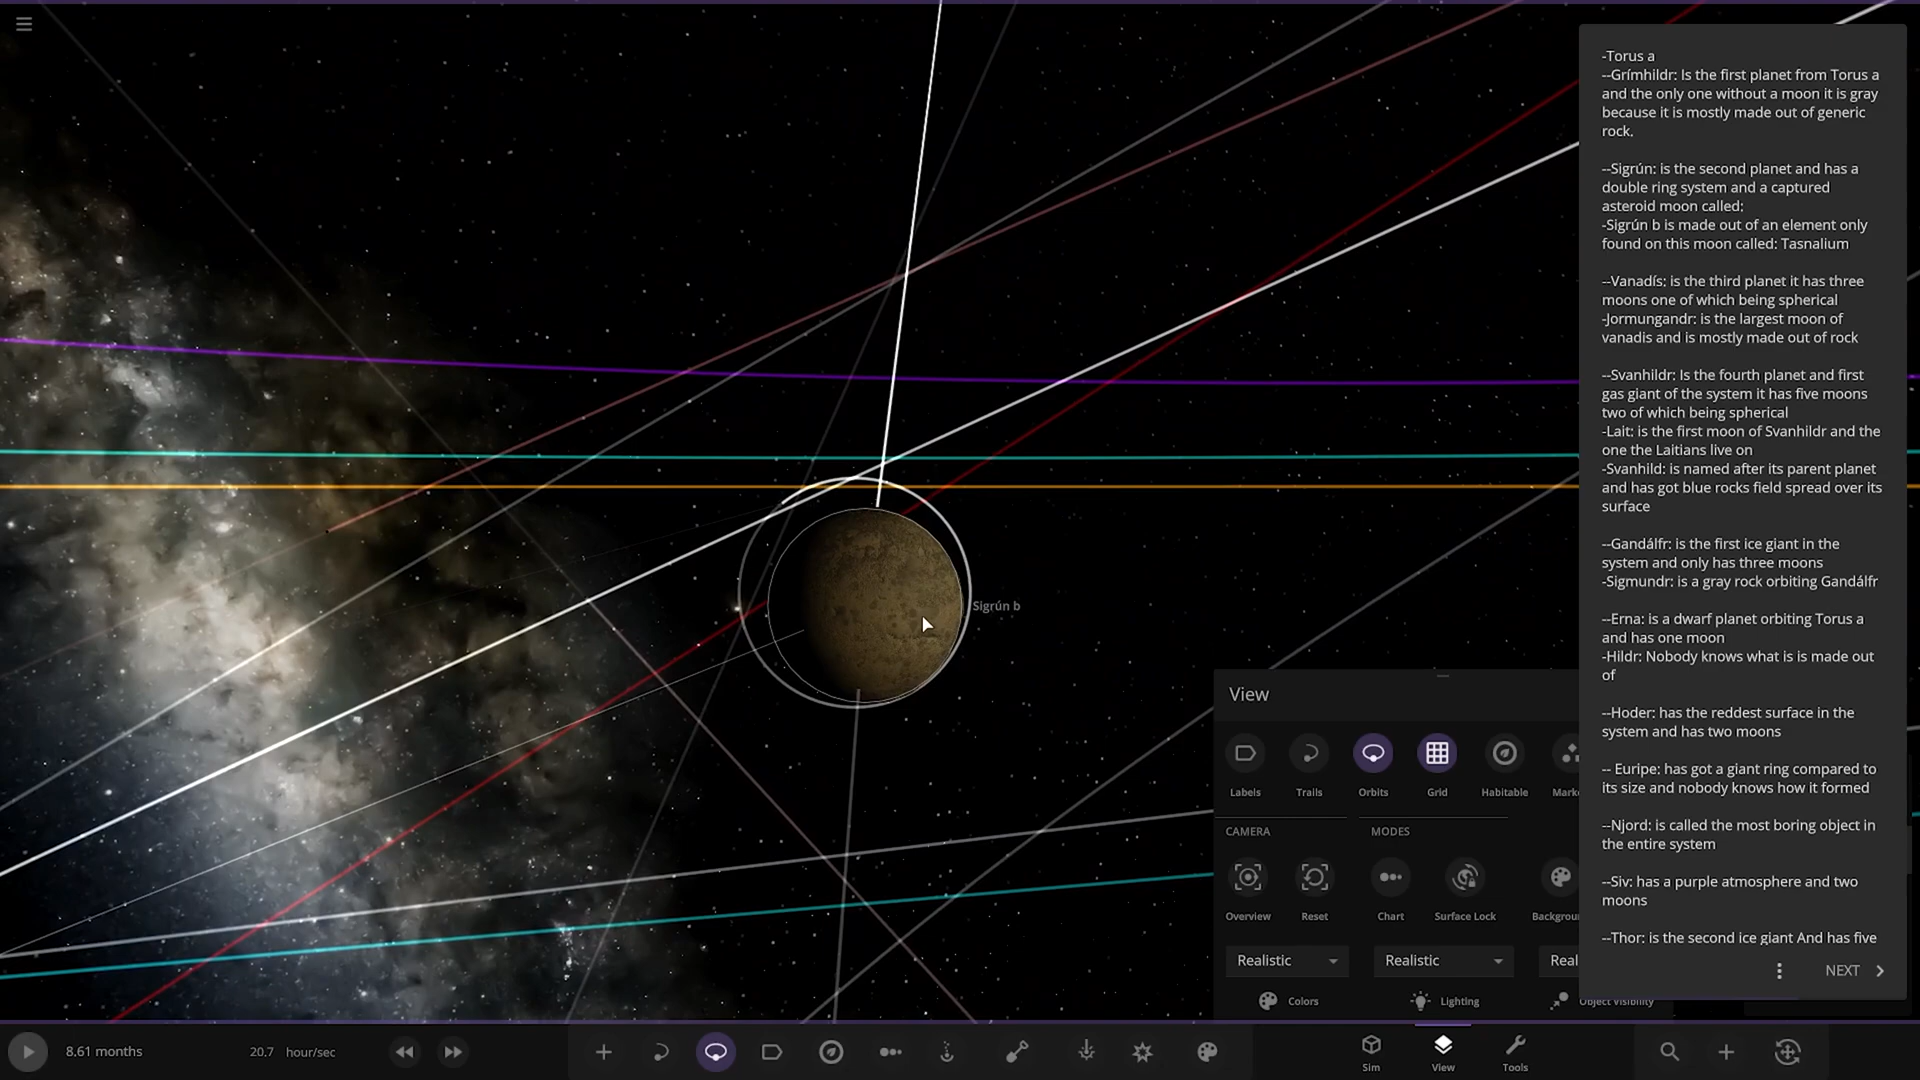 -Torus a
--Grímhildr: Is the first planet from Torus a
and the only one without a moon it is gray
because it is mostly made out of generic
rock.
--Sigrún: is the second planet and has a
double ring system and a captured
asteroid moon called:
-Sigrún b is made out of an element only
found on this moon called: Tasnalium
--Vanadís: is the third planet it has three
moons one of which being spherical
-Jormungandr: is the largest moon of
vanadis and is mostly made out of rock
--Svanhildr: Is the fourth planet and first
gas giant of the system it has five moons
two of which being spherical
-Lait: is the first moon of Svanhildr and the
one the Laitians live on
-Svanhild: is named after its parent planet
and has got blue rocks field spread over its
surface
--Gandálfr: is the first ice giant in the
system and only has three moons
-Sigmundr: is a gray rock orbiting Gandálfr
--Erna: is a dwarf planet orbiting Torus a
and has one moon
-Hildr: Nobody knows what is is made out
of
--Hoder: has the reddest surface in the
system and has two moons
-- Euripe: has got a giant ring compared to
its size and nobody knows how it formed
--Njord: is called the most boring object in
the entire system
--Siv: has a purple atmosphere and two
moons
--Thor: is the second ice giant And has five
NEXT
Sigrún b
View
Labels Trails Orbits Grid Habitable Mark
CAMERA MODES
Overview Reset Chart Surface Lock Backgrou
Realistic Realistic Real
Colors Lighting Object Visibility
8.61 months 20.7 hour/sec
Sim View Tools